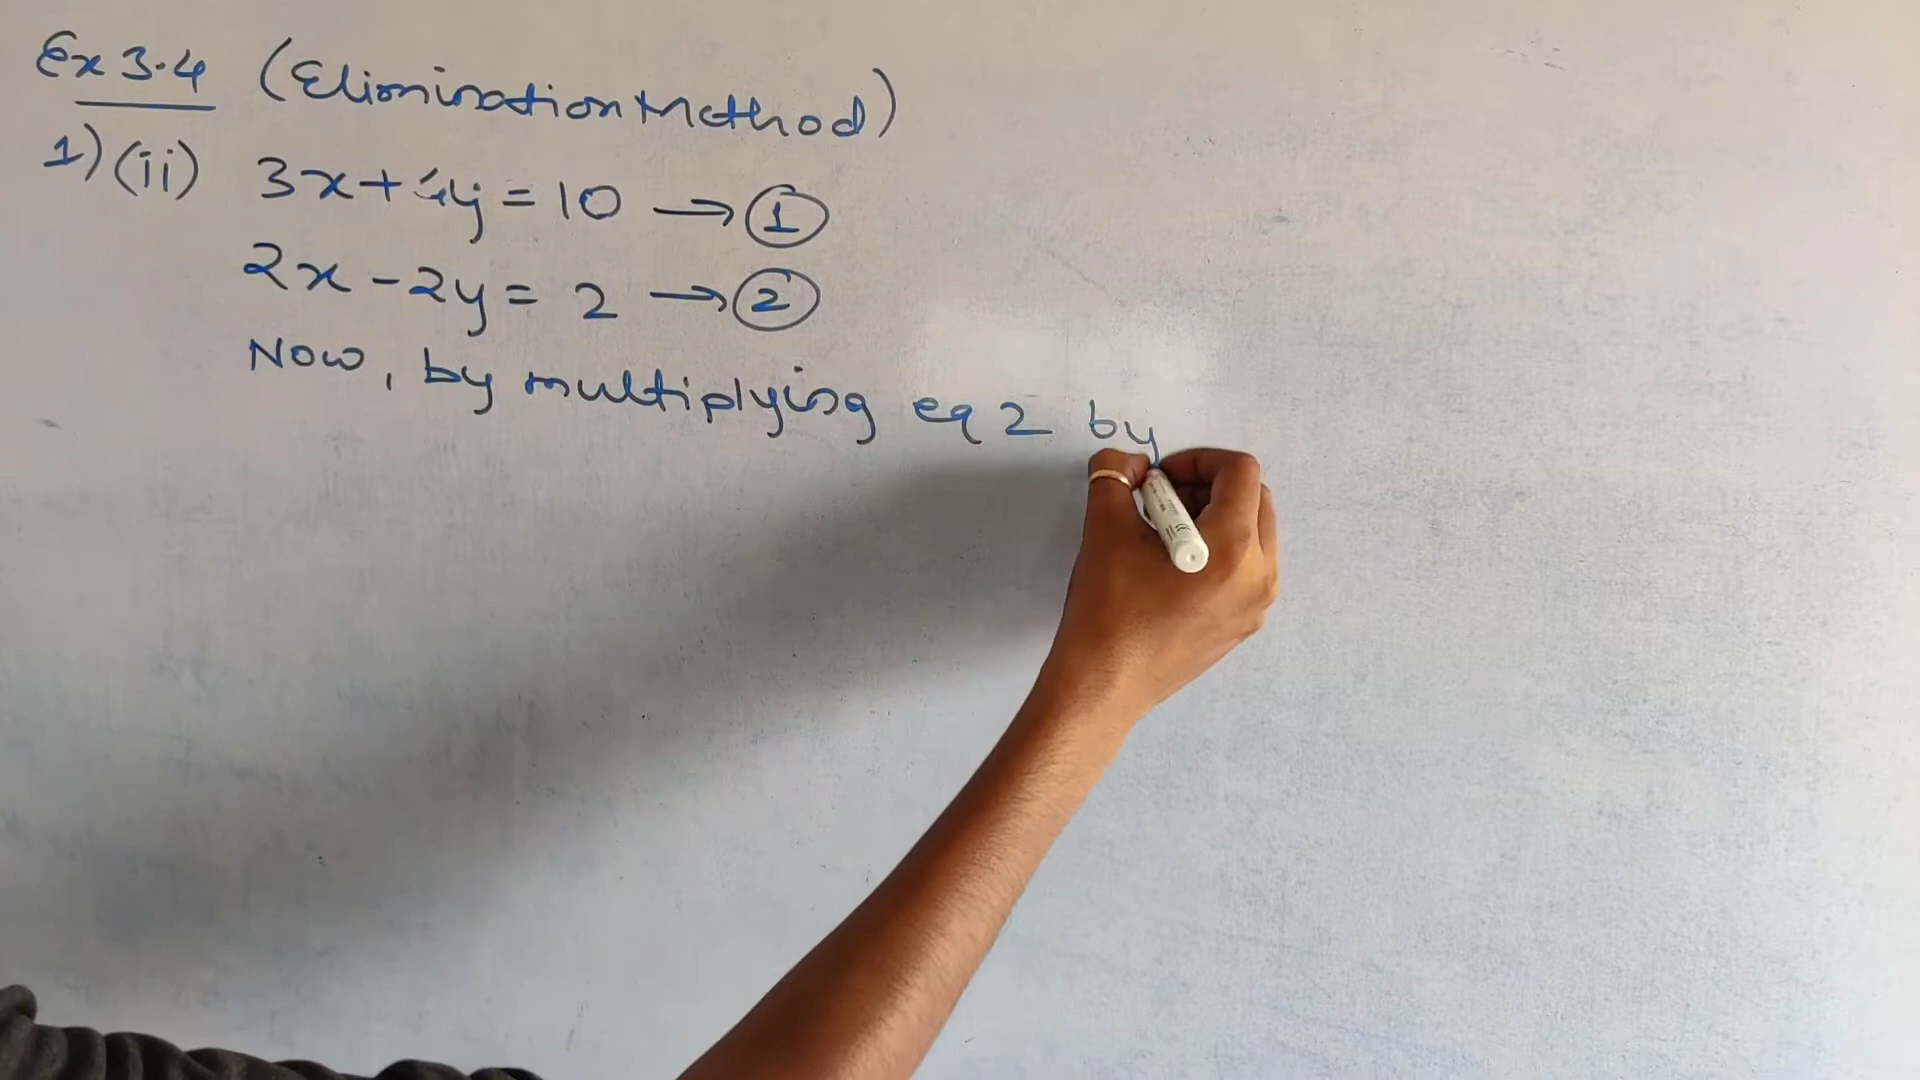 Ex 3.4 (Elimination Method)
1) (ii) 3x + 4y = 10 → 1
2x - 2y = 2 → 2
Now, by multiplying eq 2 by